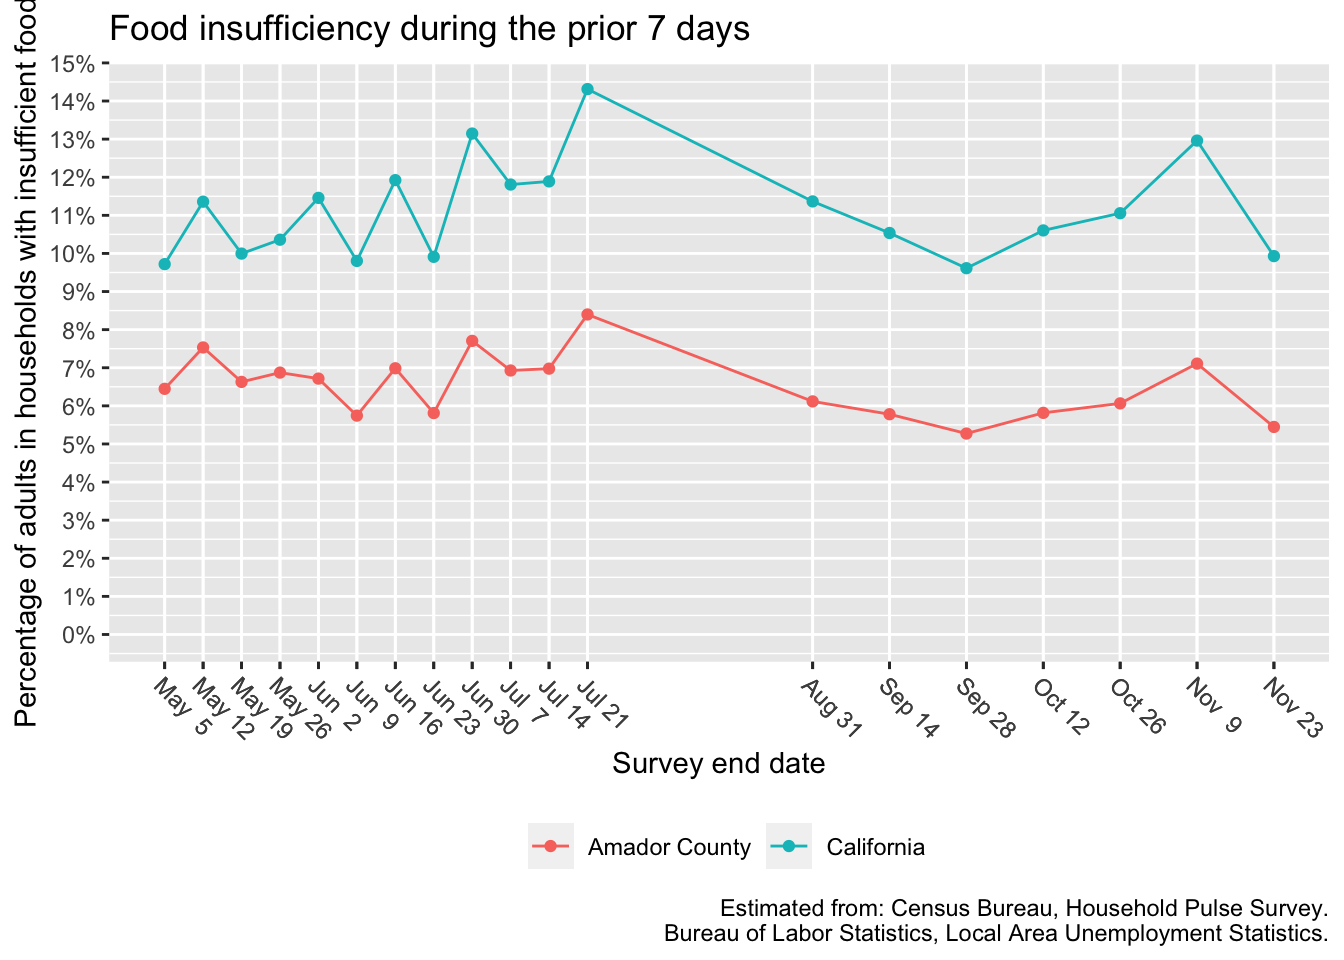 Food insufficiency during the prior 7 days
Percentage of adults in households with insufficient food
15%
14%
13%
12%
11%
10%
9%
8%
7%
6%
5%
4%
3%
2%
1%
0%
May 5
May 12
May 19
May 26
Jun 2
Jun 9
Jun 16
Jun 23
Jun 30
Jul 7
Jul 14
Jul 21
Aug 31
Sep 14
Sep 28
Oct 12
Oct 26
Nov 9
Nov 23
Survey end date
Amador County
California
Estimated from: Census Bureau, Household Pulse Survey.
Bureau of Labor Statistics, Local Area Unemployment Statistics.